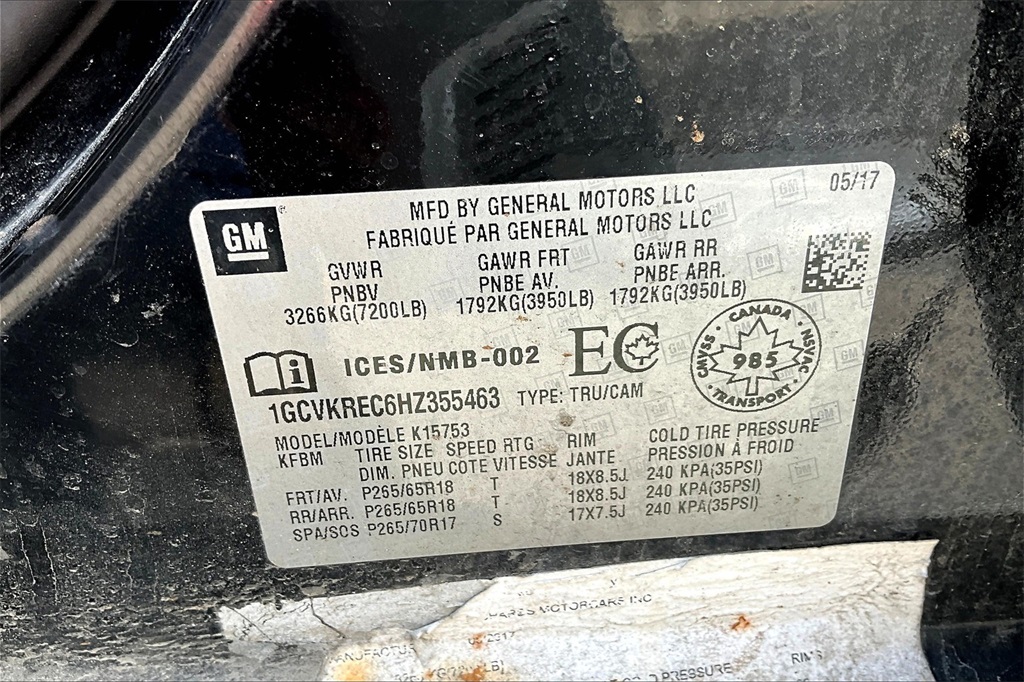 05/17
GM
MFD BY GENERAL MOTORS LLC
FABRIQUÉ PAR GENERAL MOTORS LLC
GVWR GAWR FRT GAWR RR
PNBV PNBE AV. PNBE ARR.
3266KG(7200LB) 1792KG(3950LB) 1792KG(3950LB)
ICES/NMB-002 EC
CANADA
CMVSS 985 NSVAC
TRANSPORT
1GCVKREC6HZ355463 TYPE: TRU/CAM
MODEL/MODÈLE K15753
KFBM TIRE SIZE SPEED RTG RIM COLD TIRE PRESSURE
DIM. PNEU COTE VITESSE JANTE PRESSION À FROID
FRT/AV. P265/65R18 T 18X8.5J 240 KPA(35PSI)
RR/ARR. P265/65R18 T 18X8.5J 240 KPA(35PSI)
SPA/SOS P265/70R17 S 17X7.5J 240 KPA(35PSI)
MOTORCARS INC
2017
PRESSURE